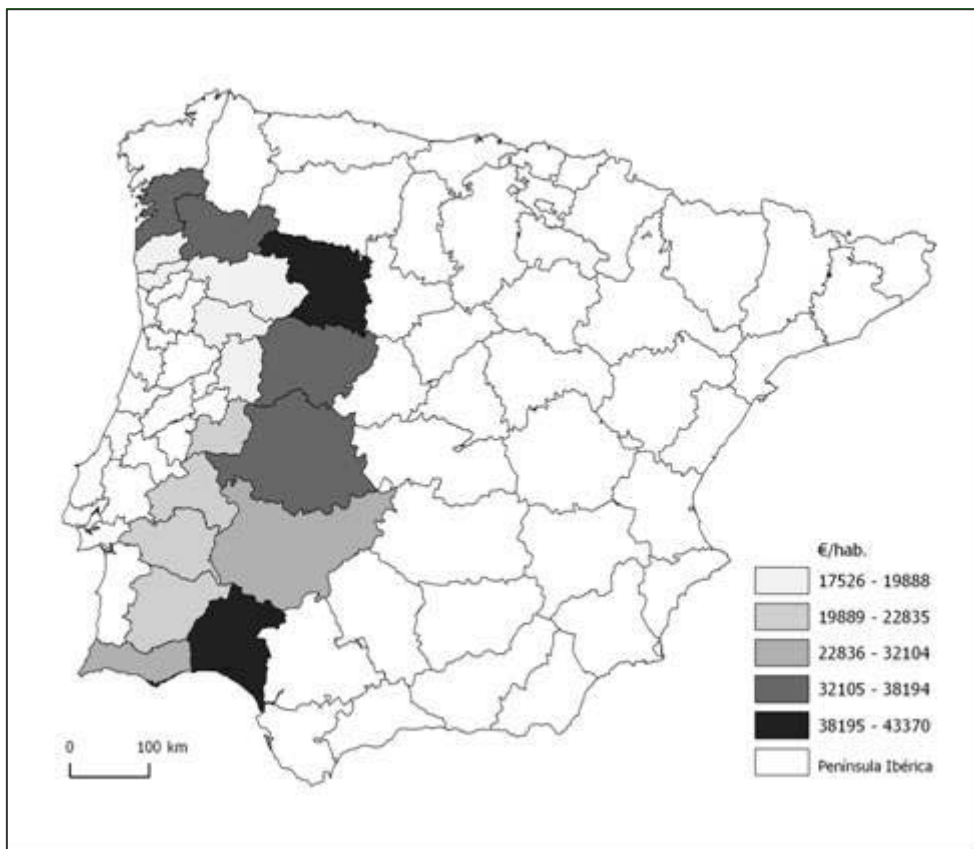 €/hab.
17526 - 19888
19889 - 22835
22836 - 32104
32105 - 38194
38195 - 43370
Península Ibérica
0 100 km